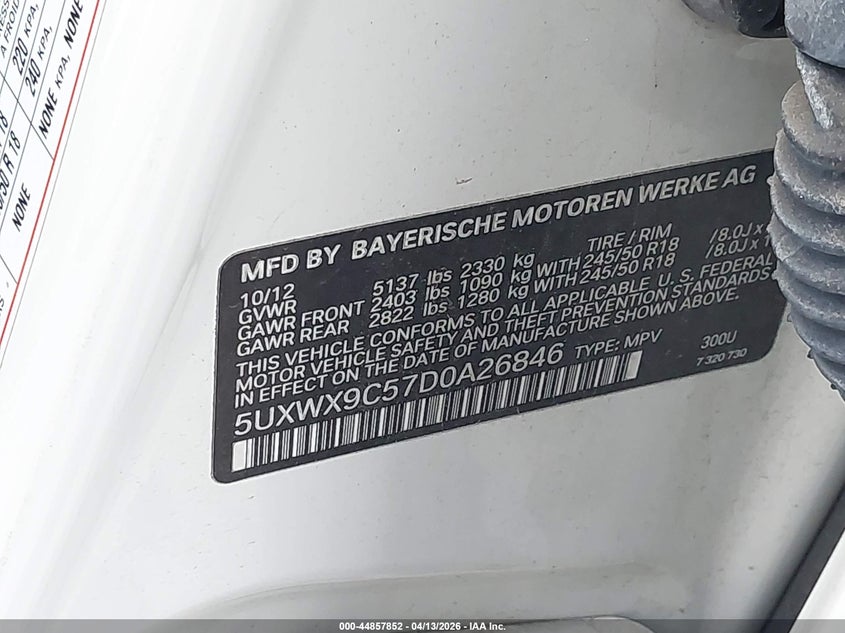 220 KPA,
240 KPA,
NONE KPA, NONE
R 18
NONE
MFD BY BAYERISCHE MOTOREN WERKE AG
10/12
TIRE / RIM
GVWR 5137 lbs 2330 kg
GAWR FRONT 2403 lbs 1090 kg WITH 245/50 R18 /8.0J x
GAWR REAR 2822 lbs 1280 kg WITH 245/50 R18 /8.0J x
THIS VEHICLE CONFORMS TO ALL APPLICABLE U.S. FEDERAL
MOTOR VEHICLE SAFETY AND THEFT PREVENTION STANDARDS
IN EFFECT ON THE DATE OF MANUFACTURE SHOWN ABOVE.
5UXWX9C57D0A26846 TYPE: MPV 300U
7 320 730
000-44857852 - 04/13/2026 - IAA Inc.